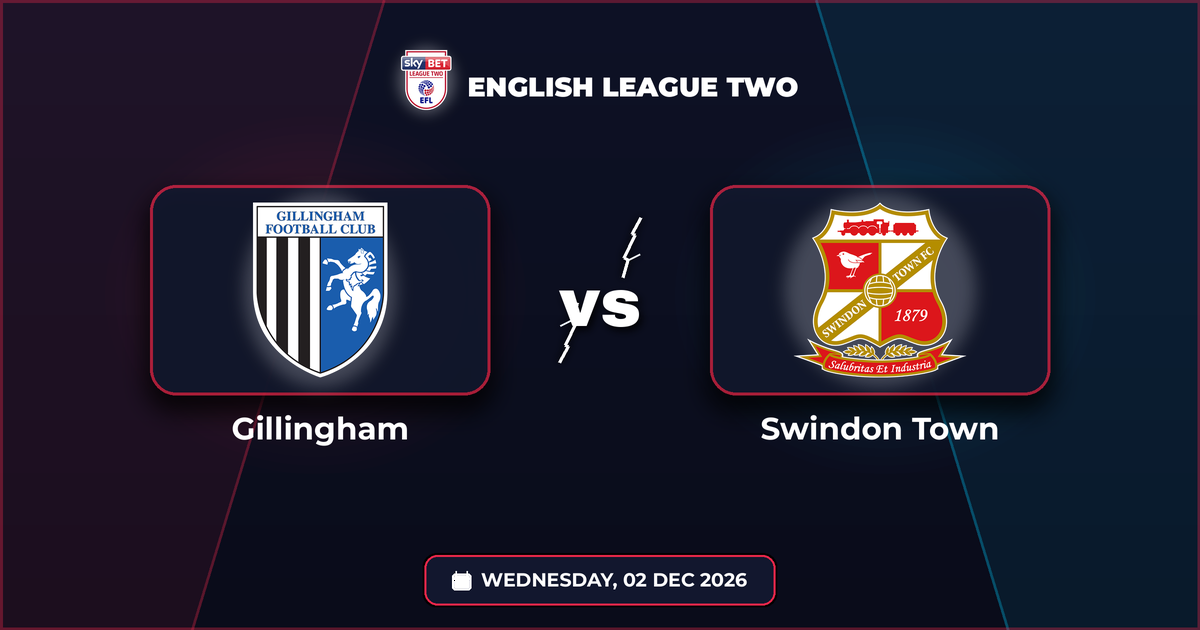 sky BET
LEAGUE TWO
EFL
ENGLISH LEAGUE TWO
GILLINGHAM
FOOTBALL CLUB
VS
SWINDON TOWN FC
1879
Salubritas Et Industria
Gillingham
Swindon Town
WEDNESDAY, 02 DEC 2026